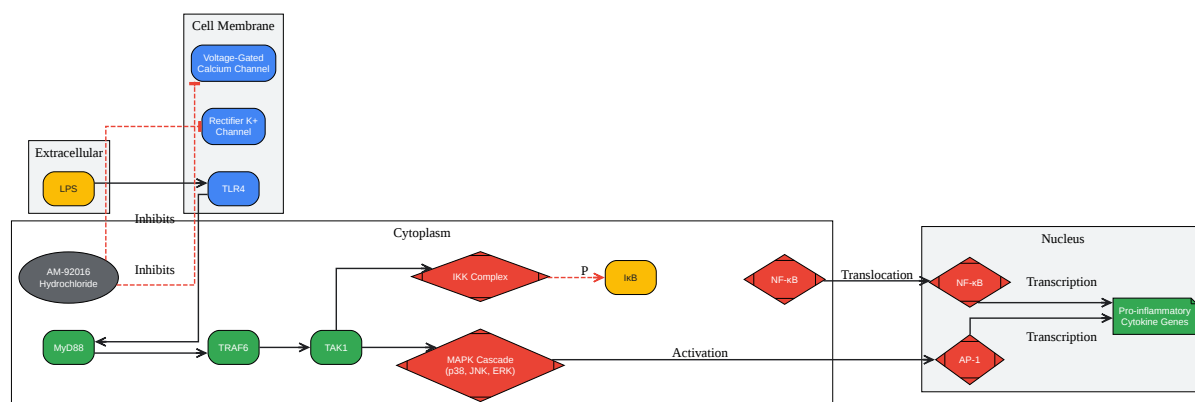 Cell Membrane
Voltage-Gated
Calcium Channel
Rectifier K+
Channel
Extracellular
LPS
TLR4
Inhibits
Cytoplasm
AM-92016
Hydrochloride
Inhibits
IKK Complex
P
IκB
NF-κB
Translocation
Nucleus
NF-κB
Transcription
Pro-inflammatory
Cytokine Genes
Transcription
MyD88
TRAF6
TAK1
MAPK Cascade
(p38, JNK, ERK)
Activation
AP-1